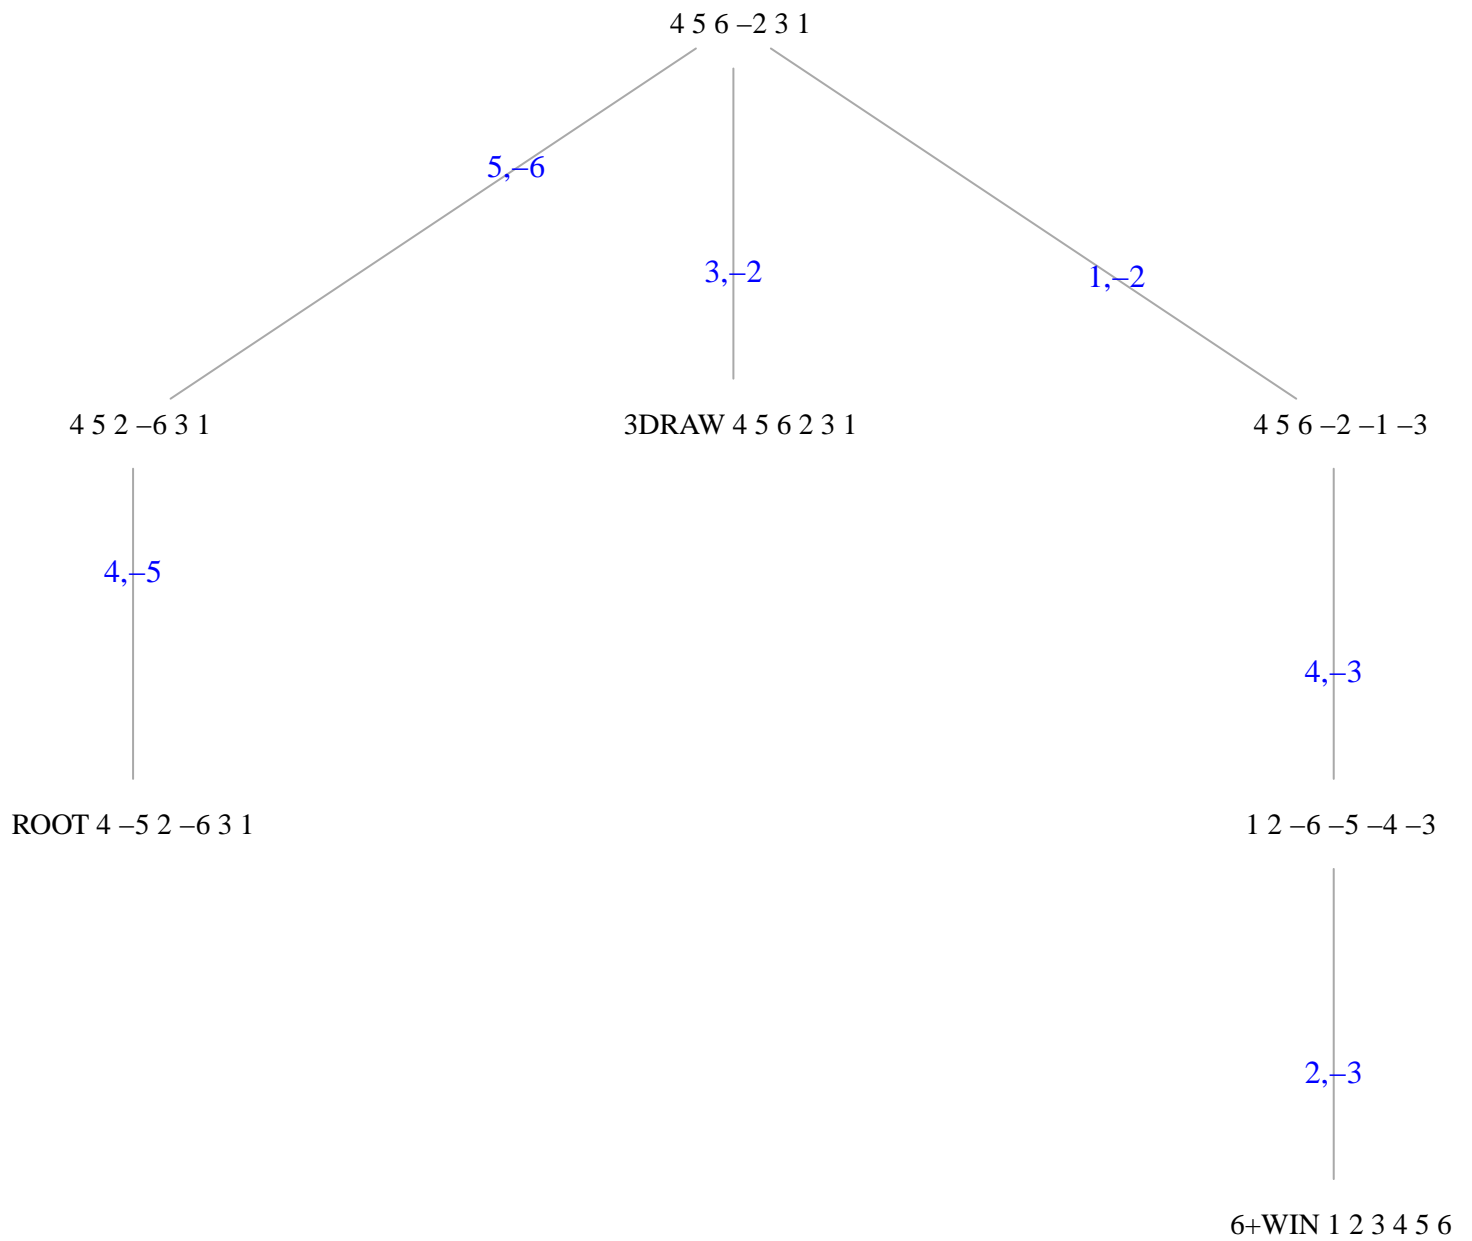 4 5 6 –2 3 1
5,–6
3,–2
1,–2
4 5 2 –6 3 1
3DRAW 4 5 6 2 3 1
4 5 6 –2 –1 –3
4,–5
4,–3
ROOT 4 –5 2 –6 3 1
1 2 –6 –5 –4 –3
2,–3
6+WIN 1 2 3 4 5 6